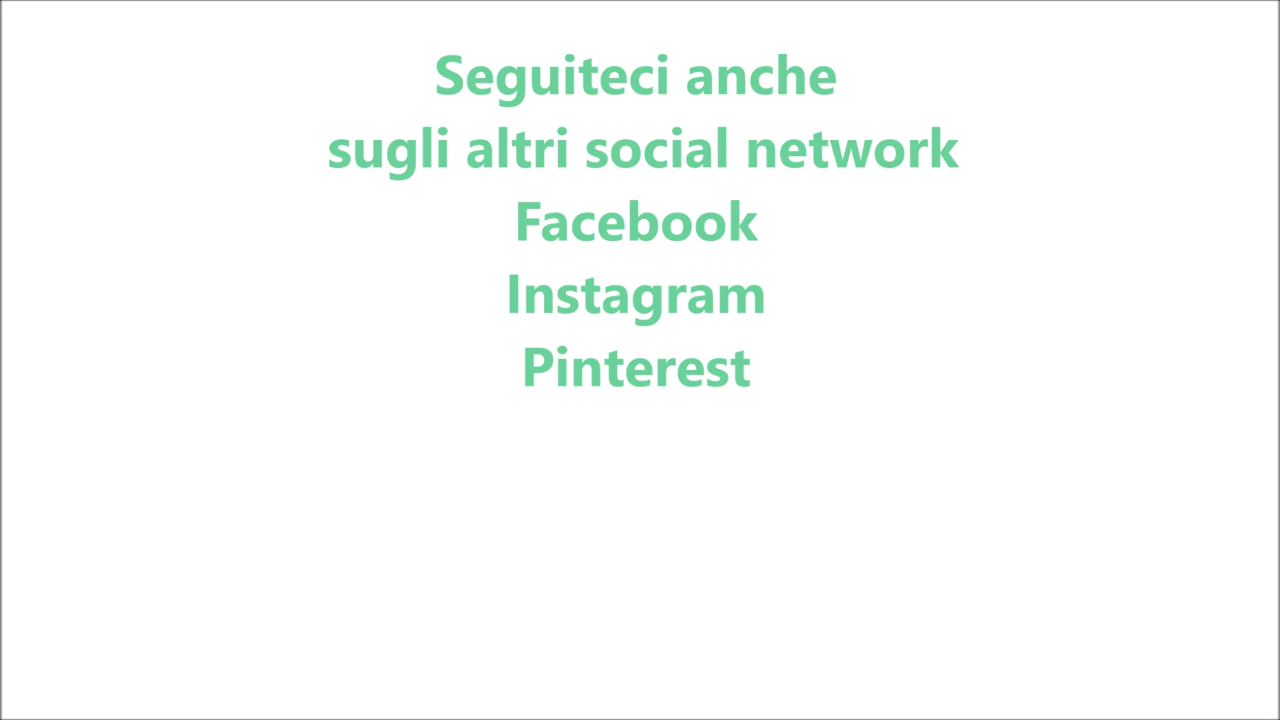 Seguiteci anche
sugli altri social network
Facebook
Instagram
Pinterest